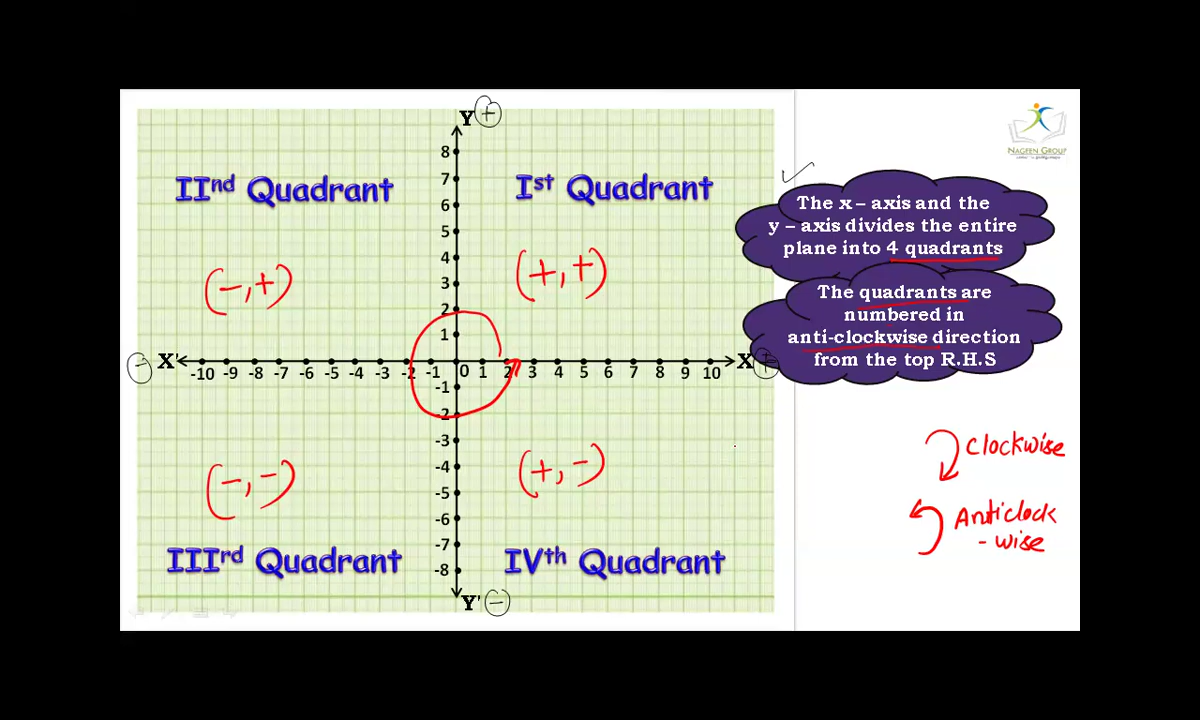 Y +
IInd Quadrant
Ist Quadrant
(-,+)
(+,+)
8
7
6
5
4
3
2
1
- X'
-10 -9 -8 -7 -6 -5 -4 -3 -2 -1 0 1 2 3 4 5 6 7 8 9 10
X +
-1
-2
-3
-4
-5
-6
-7
-8
(-,-)
(+,-)
IIIrd Quadrant
IVth Quadrant
Y' -
NAGEEN GROUP
The x – axis and the
y – axis divides the entire
plane into 4 quadrants
The quadrants are
numbered in
anti-clockwise direction
from the top R.H.S
Clockwise
Anticlock
- wise